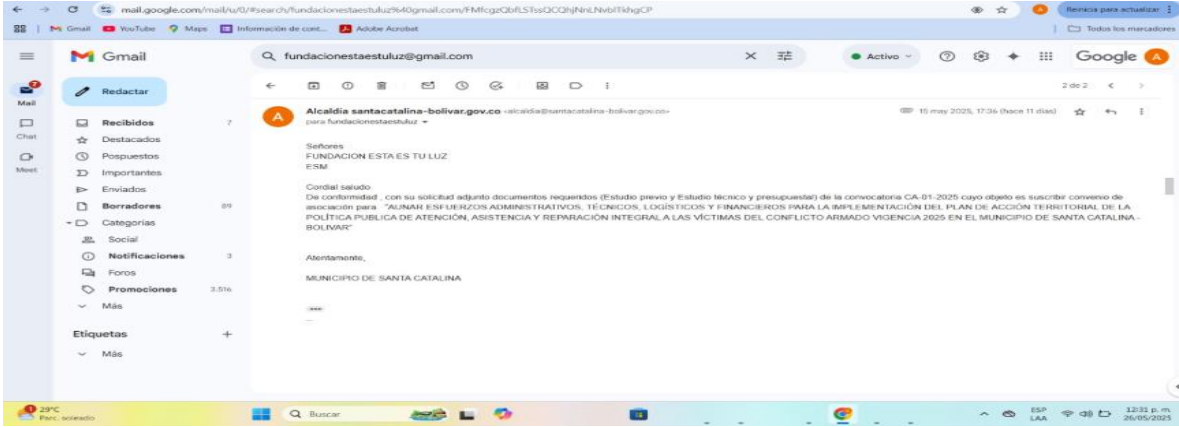 mail.google.com/mail/u/0/#search/fundacionestaestuluz%40gmail.com/FMfcgzQbfLSTssQCQhjNnLNvblTkhgCP
Reinicia para actualizar
Gmail
YouTube
Maps
Información de cont...
Adobe Acrobat
Todos los marcadores
Gmail
fundacionestaestuluz@gmail.com
Activo
Google
A
Mail
Chat
Meet
Redactar
2 de 2
Recibidos 7
Destacados
Pospuestos
Importantes
Enviados
Borradores 89
Categorías
Social
Notificaciones 3
Foros
Promociones 3.516
Más
Etiquetas +
Más
A
Alcaldia santacatalina-bolivar.gov.co <alcaldia@santacatalina-bolivar.gov.co>
15 may 2025, 17:36 (hace 11 días)
para fundacionestaestuluz
Señores
FUNDACION ESTA ES TU LUZ
ESM
Cordial saludo
De conformidad , con su solicitud adjunto documentos requeridos (Estudio previo y Estudio técnico y presupuestal) de la convocatoria CA-01-2025 cuyo objeto es suscribir convenio de
asociación para "AUNAR ESFUERZOS ADMINISTRATIVOS, TÉCNICOS, LOGÍSTICOS Y FINANCIEROS PARA LA IMPLEMENTACIÓN DEL PLAN DE ACCIÓN TERRITORIAL DE LA
POLÍTICA PUBLICA DE ATENCIÓN, ASISTENCIA Y REPARACIÓN INTEGRAL A LAS VÍCTIMAS DEL CONFLICTO ARMADO VIGENCIA 2025 EN EL MUNICIPIO DE SANTA CATALINA -
BOLIVAR"
Atentamente,
MUNICIPIO DE SANTA CATALINA
29°C
Parc. soleado
Buscar
ESP
LAA
12:31 p. m.
26/05/2025